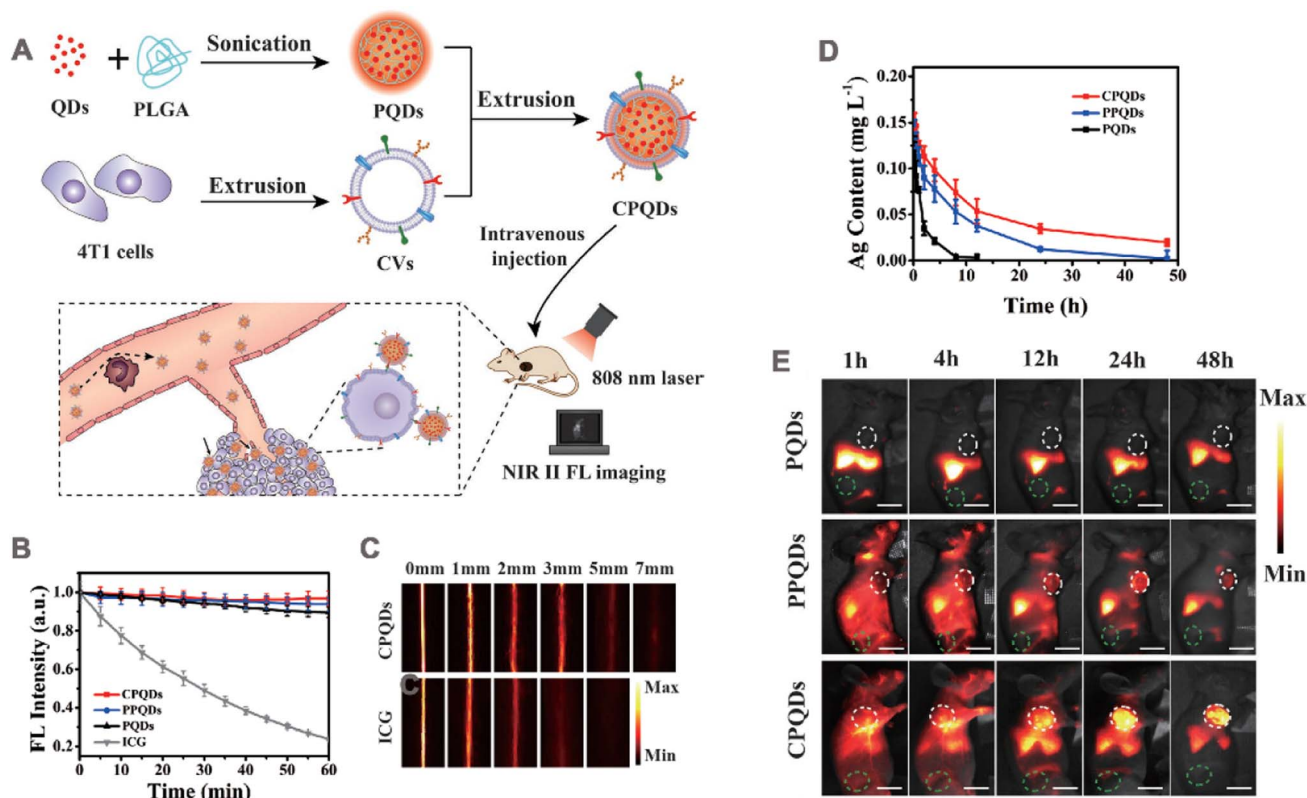 A
QDs
+
PLGA
Sonication
PQDs
4T1 cells
Extrusion
CVs
Extrusion
CPQDs
Intravenous
injection
808 nm laser
NIR II FL imaging
B
FL Intensity (a.u.)
1.0
0.8
0.6
0.4
0.2
CPQDs
PPQDs
PQDs
ICG
0 10 20 30 40 50 60
Time (min)
C
0mm 1mm 2mm 3mm 5mm 7mm
CPQDs
C
ICG
Max
Min
D
Ag Content (mg L⁻¹)
0.20
0.15
0.10
0.05
0.00
CPQDs
PPQDs
PQDs
0 10 20 30 40 50
Time (h)
E
1h 4h 12h 24h 48h
PQDs
PPQDs
CPQDs
Max
Min